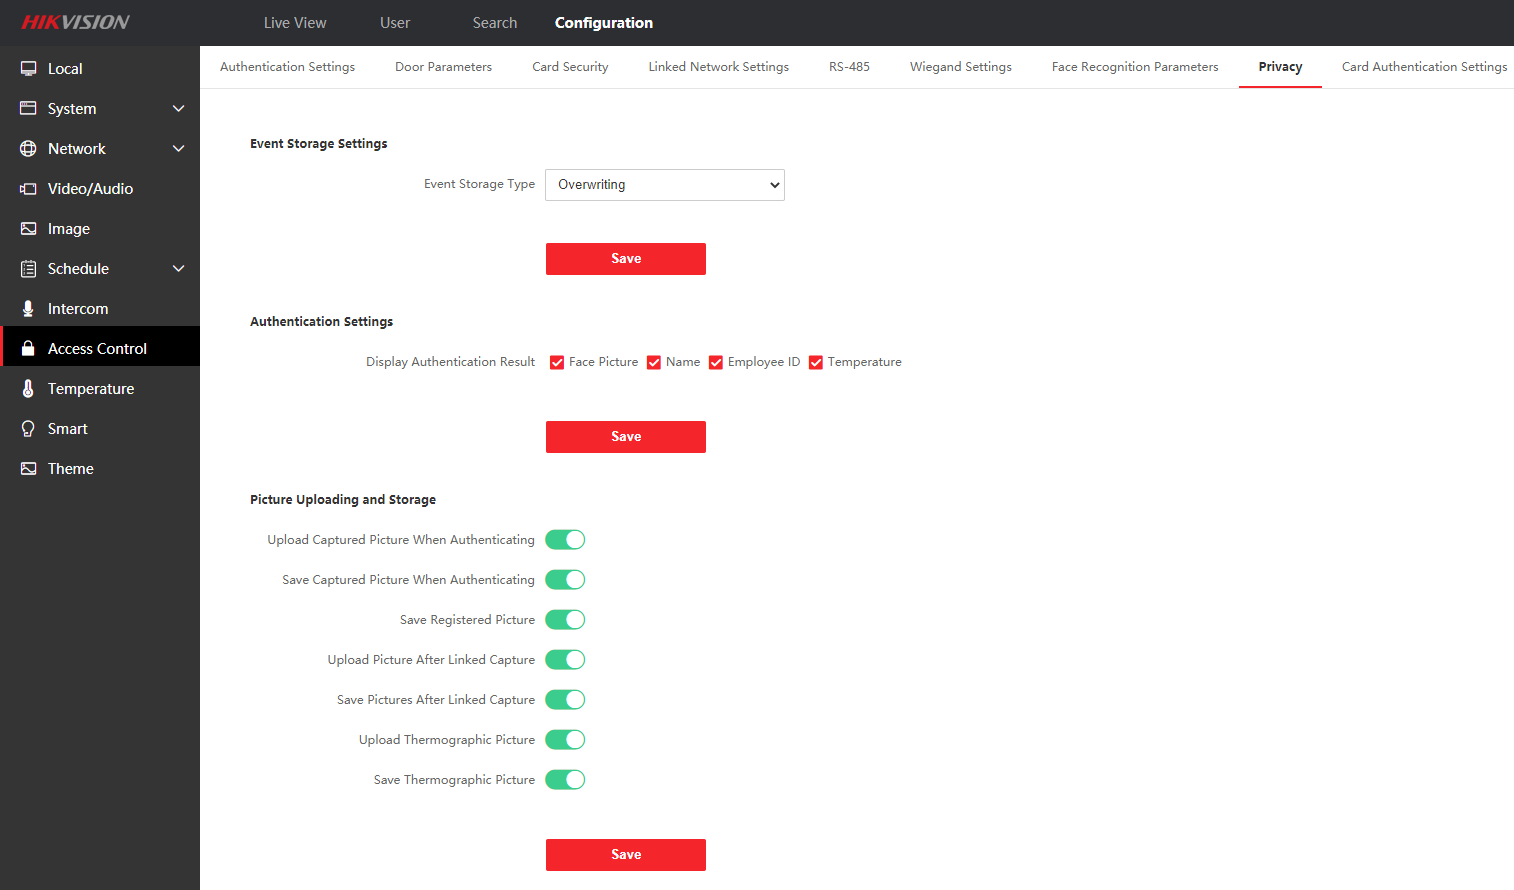 HIKVISION
Live View User Search Configuration
Local
System
Network
Video/Audio
Image
Schedule
Intercom
Access Control
Temperature
Smart
Theme
Authentication Settings Door Parameters Card Security Linked Network Settings RS-485 Wiegand Settings Face Recognition Parameters Privacy Card Authentication Settings
Event Storage Settings
Event Storage Type Overwriting
Save
Authentication Settings
Display Authentication Result Face Picture Name Employee ID Temperature
Save
Picture Uploading and Storage
Upload Captured Picture When Authenticating
Save Captured Picture When Authenticating
Save Registered Picture
Upload Picture After Linked Capture
Save Pictures After Linked Capture
Upload Thermographic Picture
Save Thermographic Picture
Save